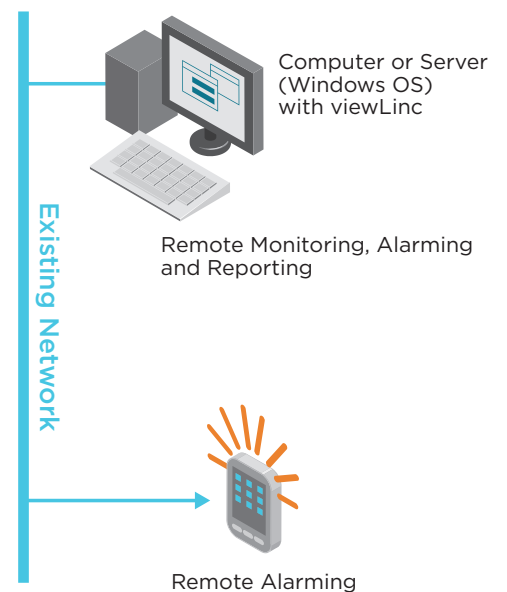 Computer or Server
(Windows OS)
with viewLinc
Remote Monitoring, Alarming
and Reporting
Existing Network
Remote Alarming